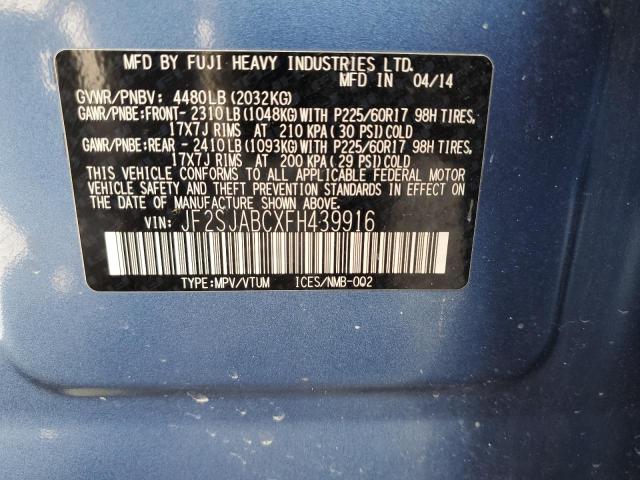 MFD BY FUJI HEAVY INDUSTRIES LTD.
MFD IN 04/14
GVWR/PNBV: 4480LB (2032KG)
GAWR/PNBE:FRONT- 2310LB (1048KG) WITH P225/60R17 98H TIRES,
17X7J RIMS AT 210 KPA (30 PSI) COLD
GAWR/PNBE:REAR - 2410LB (1093KG) WITH P225/60R17 98H TIRES,
17X7J RIMS AT 200 KPA (29 PSI) COLD
THIS VEHICLE CONFORMS TO ALL APPLICABLE FEDERAL MOTOR
VEHICLE SAFETY AND THEFT PREVENTION STANDARDS IN EFFECT ON
THE DATE OF MANUFACTURE SHOWN ABOVE.
VIN: JF2SJABCXFH439916
TYPE:MPV/VTUM ICES/NMB-002